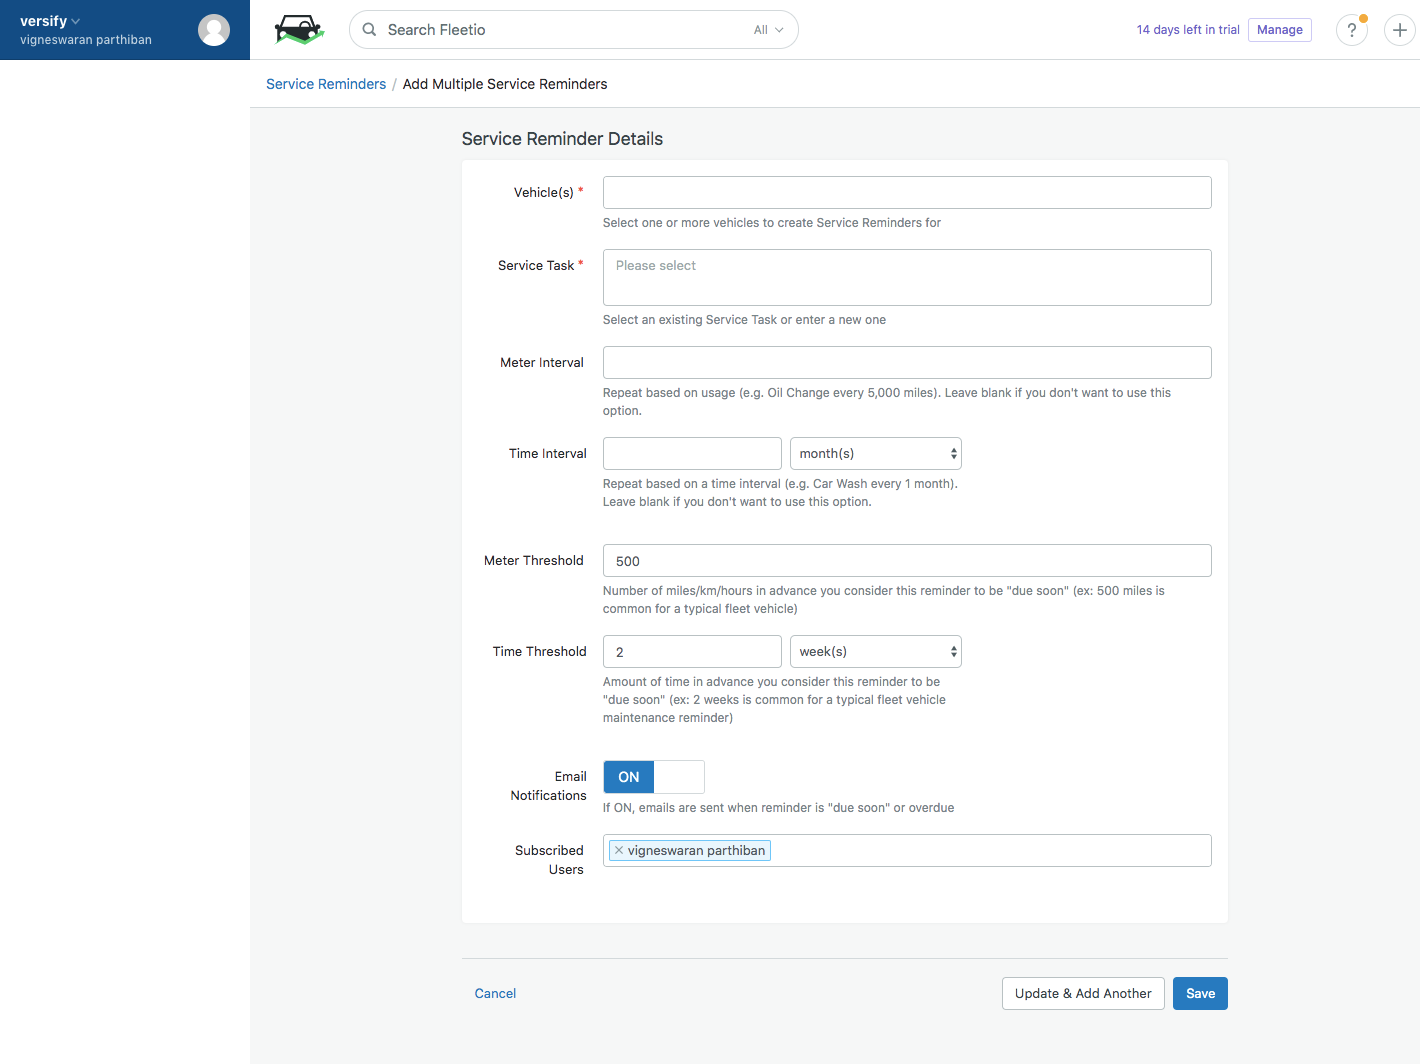 versify
vigneswaran parthiban
Search Fleetio
All
14 days left in trial
Manage
?
Service Reminders / Add Multiple Service Reminders
Service Reminder Details
Vehicle(s) *
Select one or more vehicles to create Service Reminders for
Service Task *
Please select
Select an existing Service Task or enter a new one
Meter Interval
Repeat based on usage (e.g. Oil Change every 5,000 miles). Leave blank if you don't want to use this
option.
Time Interval
month(s)
Repeat based on a time interval (e.g. Car Wash every 1 month).
Leave blank if you don't want to use this option.
Meter Threshold
500
Number of miles/km/hours in advance you consider this reminder to be "due soon" (ex: 500 miles is
common for a typical fleet vehicle)
Time Threshold
2
week(s)
Amount of time in advance you consider this reminder to be
"due soon" (ex: 2 weeks is common for a typical fleet vehicle
maintenance reminder)
Email
Notifications
ON
If ON, emails are sent when reminder is "due soon" or overdue
Subscribed
Users
× vigneswaran parthiban
Cancel
Update & Add Another
Save